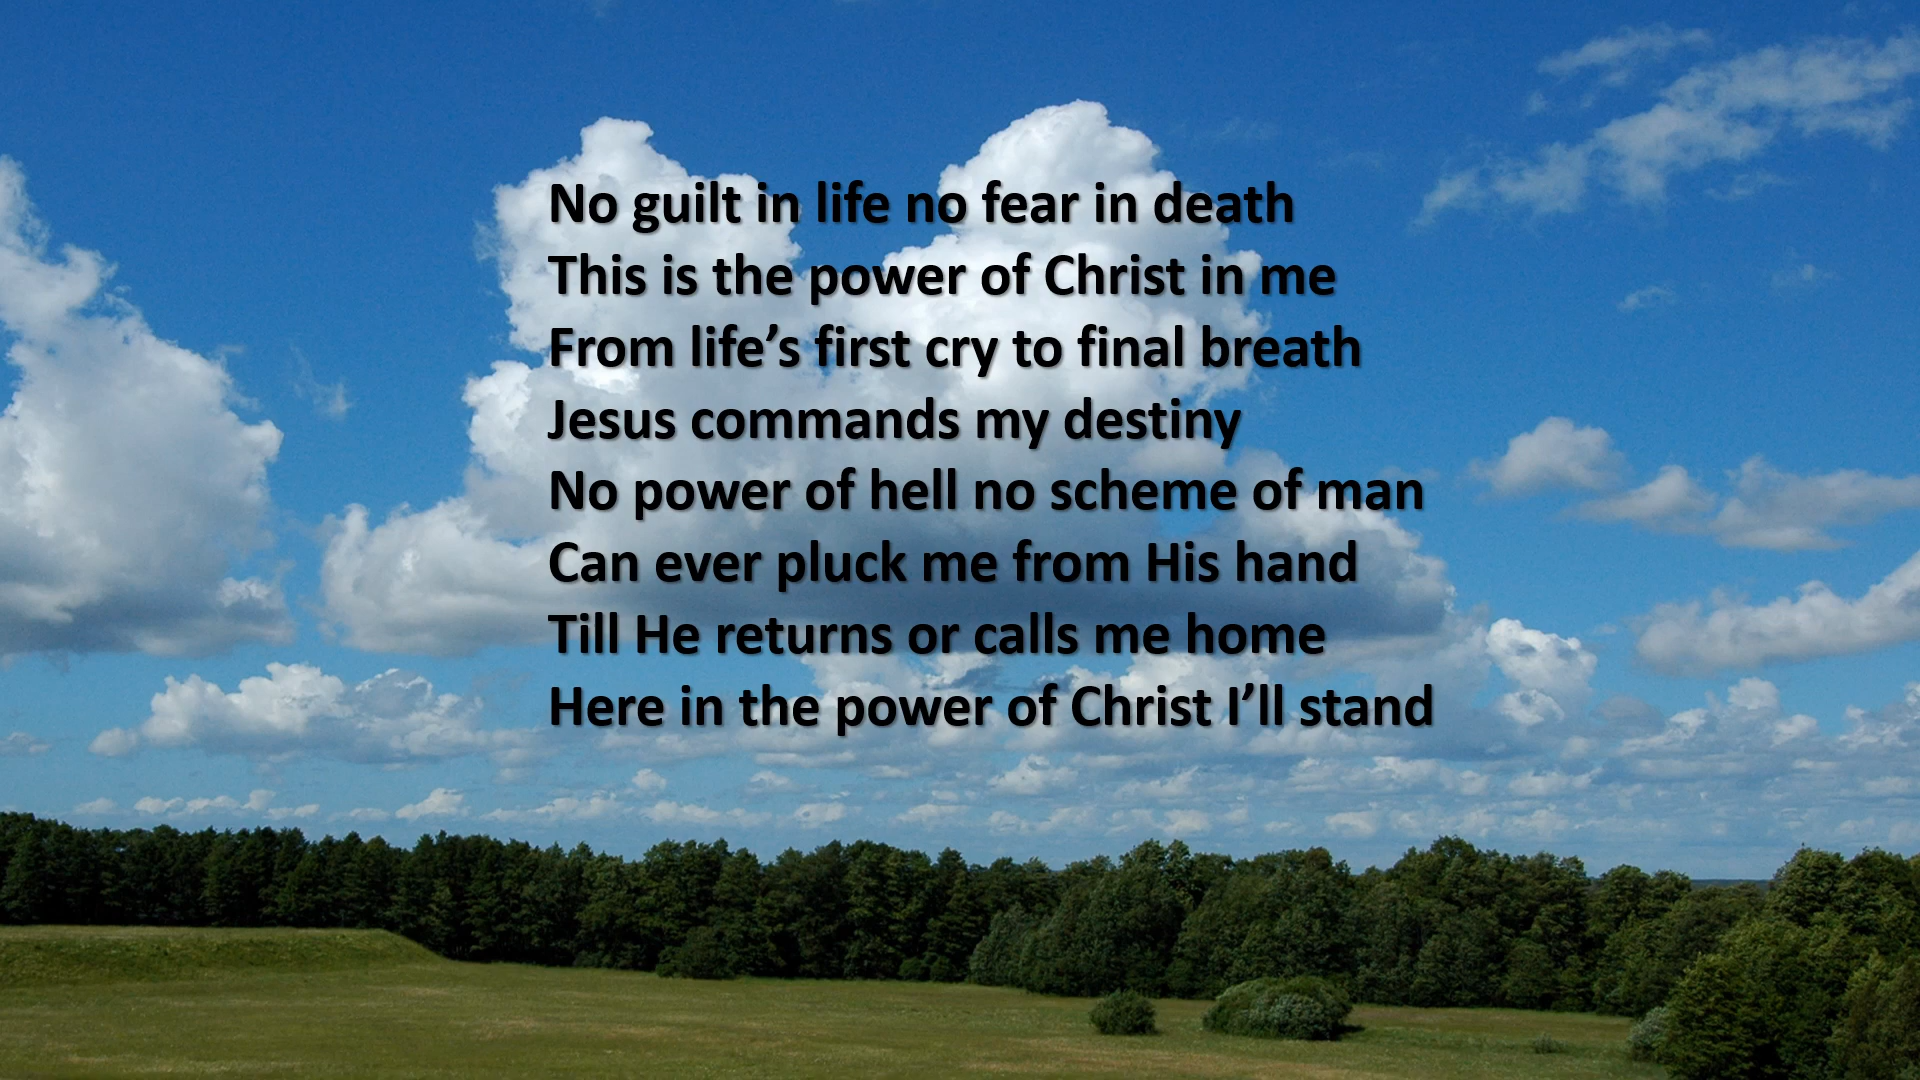 No guilt in life no fear in death
This is the power of Christ in me
From life’s first cry to final breath
Jesus commands my destiny
No power of hell no scheme of man
Can ever pluck me from His hand
Till He returns or calls me home
Here in the power of Christ I’ll stand